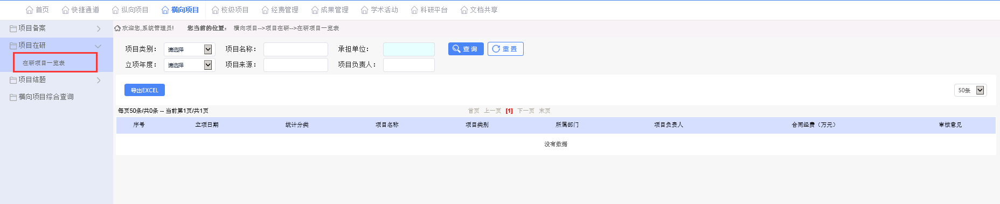 首页 快捷通道 纵向项目 横向项目 校级项目 经费管理 成果管理 学术活动 科研平台 文档共享
项目备案
项目在研
在研项目一览表
项目结题
横向项目综合查询
欢迎您,系统管理员! 您当前的位置： 横向项目-->项目在研-->在研项目一览表
项目类别： 请选择 项目名称： 承担单位： 查 询 重 置
立项年度： 请选择 项目来源： 项目负责人：
导出EXCEL 50条
每页50条/共0条 -- 当前第1页/共1页 首页 上一页 [1] 下一页 末页
序号 立项日期 统计分类 项目名称 项目类别 所属部门 项目负责人 合同经费（万元） 审核意见
没有数据